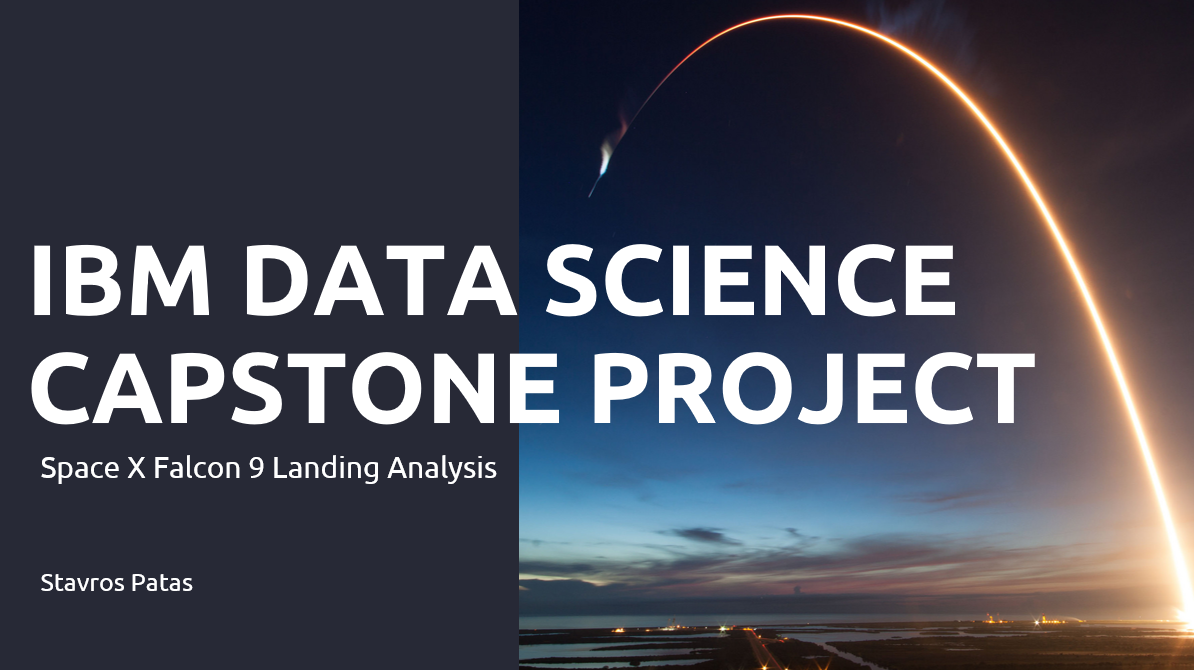 IBM DATA SCIENCE
CAPSTONE PROJECT
Space X Falcon 9 Landing Analysis
Stavros Patas